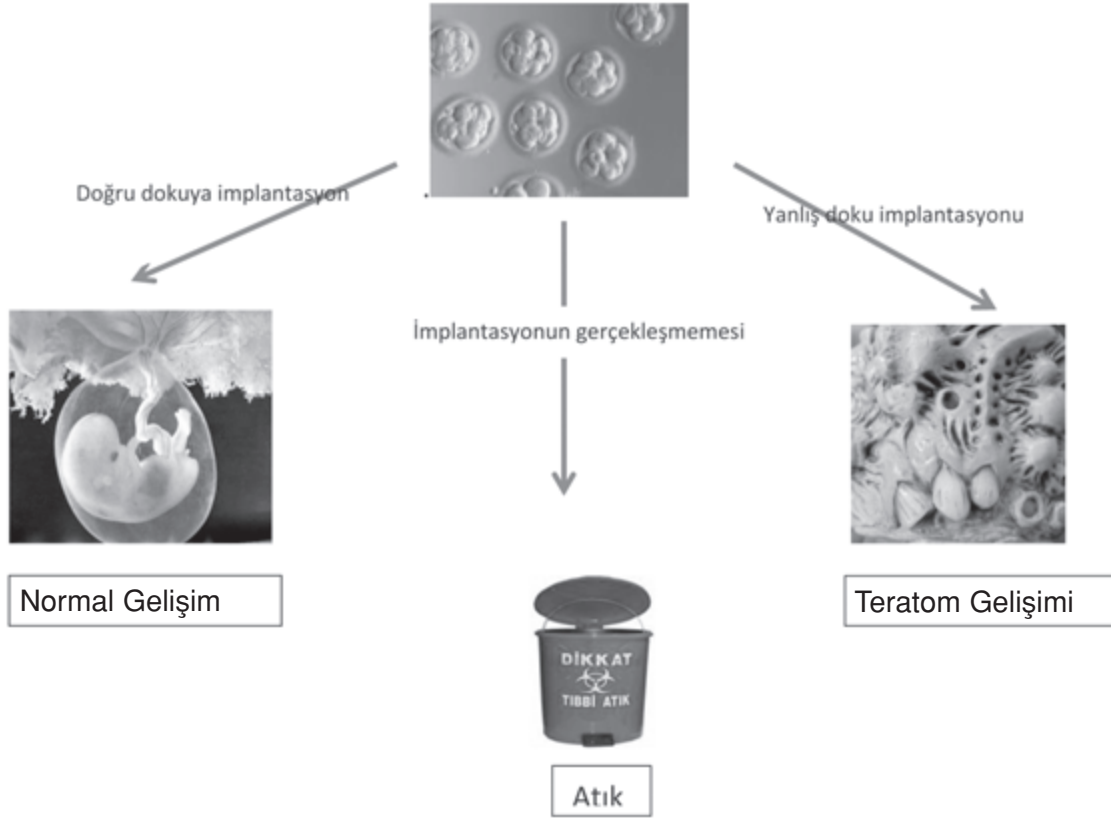 Doğru dokuya implantasyon
Yanlış doku implantasyonu
İmplantasyonun gerçekleşmemesi
Normal Gelişim
Teratom Gelişimi
DİKKAT
TIBBİ ATIK
Atık